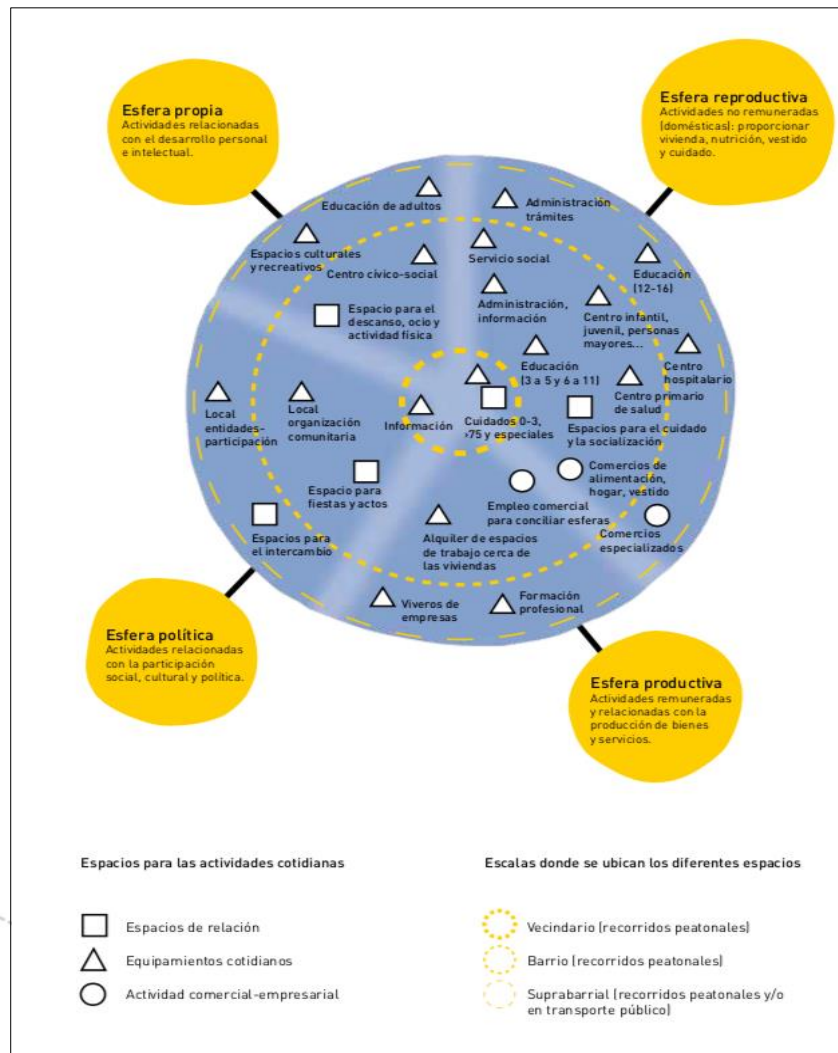 Esfera propia
Actividades relacionadas
con el desarrollo personal
e intelectual.
Esfera reproductiva
Actividades no remuneradas
(domésticas): proporcionar
vivienda, nutrición, vestido
y cuidado.
Educación de adultos
Administración
trámites
Espacios culturales
y recreativos
Centro cívico-social
Servicio social
Educación
(12-16)
Administración,
información
Centro infantil,
juvenil, personas
mayores...
Espacio para el
descanso, ocio y
actividad física
Educación
(3 a 5 y 6 a 11)
Centro
hospitalario
Centro primario
de salud
Local
entidades-
participación
Local
organización
comunitaria
Información
Cuidados 0-3,
>75 y especiales
Espacios para el cuidado
y la socialización
Espacio para
fiestas y actos
Comercios de
alimentación,
hogar, vestido
Empleo comercial
para conciliar esferas
Espacios para
el intercambio
Alquiler de espacios
de trabajo cerca de
las viviendas
Comercios
especializados
Viveros de
empresas
Formación
profesional
Esfera política
Actividades relacionadas
con la participación
social, cultural y política.
Esfera productiva
Actividades remuneradas
y relacionadas con la
producción de bienes
y servicios.
Espacios para las actividades cotidianas
Espacios de relación
Equipamientos cotidianos
Actividad comercial-empresarial
Escalas donde se ubican los diferentes espacios
Vecindario (recorridos peatonales)
Barrio (recorridos peatonales)
Suprabarrial (recorridos peatonales y/o
en transporte público)